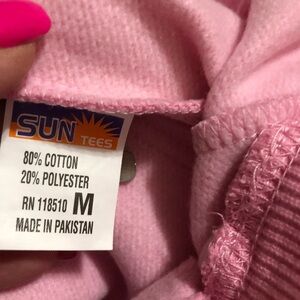 SUN
TEES
80% COTTON
20% POLYESTER
RN 118510 M
MADE IN PAKISTAN